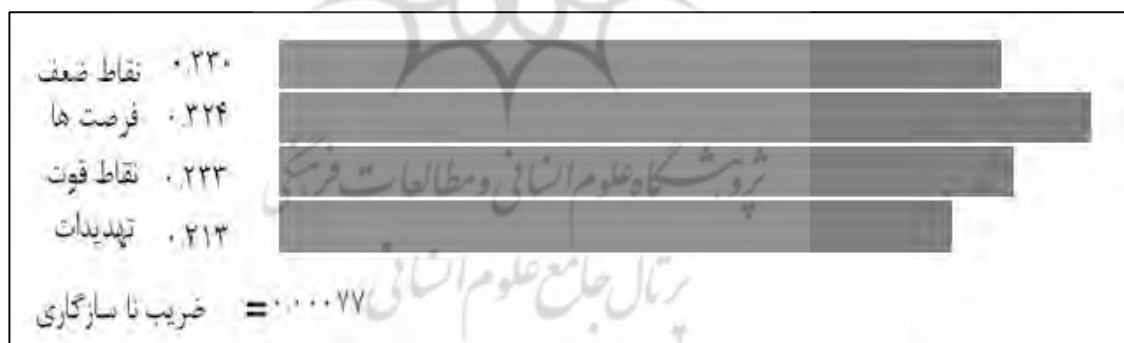 نقاط ضعف ۰.۲۳۰
فرصت ها ۰.۳۲۴
نقاط قوت ۰.۲۳۳
تهدیدات ۰.۲۱۳
ضریب نا سازگاری = ۰.۰۰۰۷۷
پژوهشگاه علوم انسانی و مطالعات فرهنگی
پرتال جامع علوم انسانی